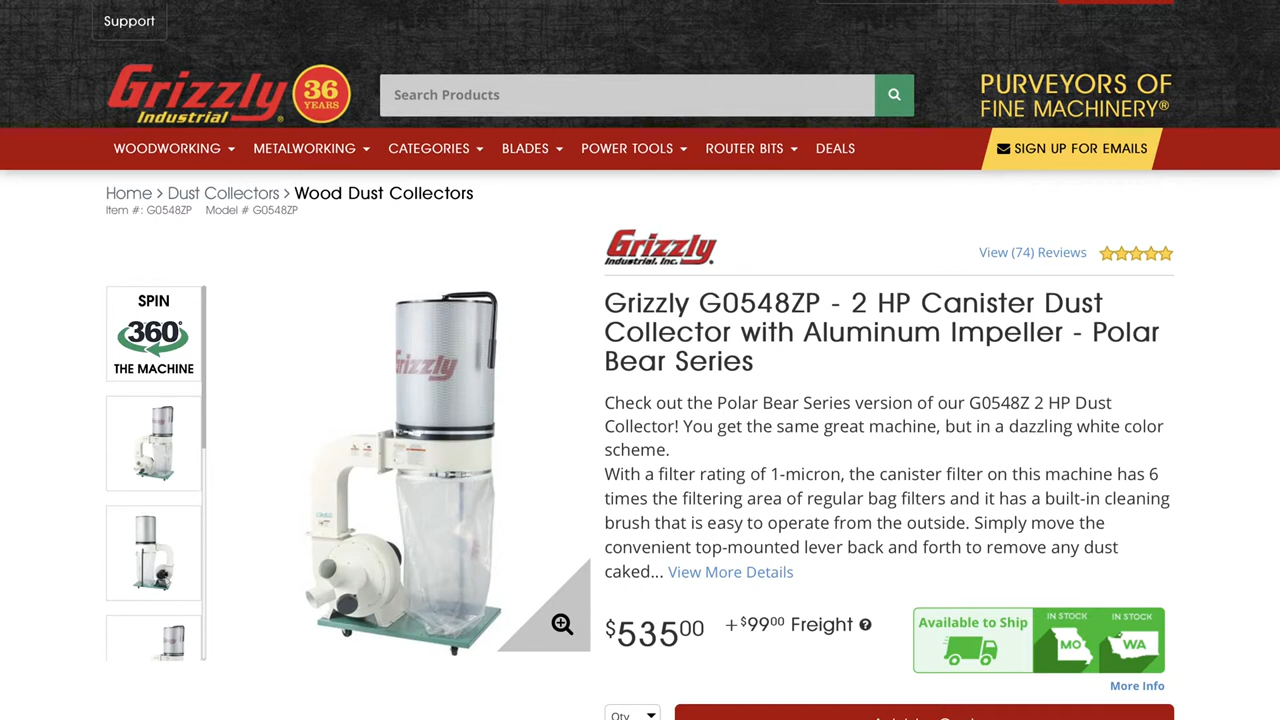 Support
Grizzly
Industrial
®
36
YEARS
Search Products
PURVEYORS OF
FINE MACHINERY®
WOODWORKING METALWORKING CATEGORIES BLADES POWER TOOLS ROUTER BITS DEALS SIGN UP FOR EMAILS
Home > Dust Collectors > Wood Dust Collectors
Item #: G0548ZP Model # G0548ZP
Grizzly
Industrial, Inc.®
View (74) Reviews
SPIN
360°
THE MACHINE
Grizzly
Grizzly G0548ZP - 2 HP Canister Dust
Collector with Aluminum Impeller - Polar
Bear Series
Check out the Polar Bear Series version of our G0548Z 2 HP Dust
Collector! You get the same great machine, but in a dazzling white color
scheme.
With a filter rating of 1-micron, the canister filter on this machine has 6
times the filtering area of regular bag filters and it has a built-in cleaning
brush that is easy to operate from the outside. Simply move the
convenient top-mounted lever back and forth to remove any dust
caked... View More Details
$53500 +$9900 Freight ?
Available to Ship
IN STOCK
MO
IN STOCK
WA
More Info
Qty